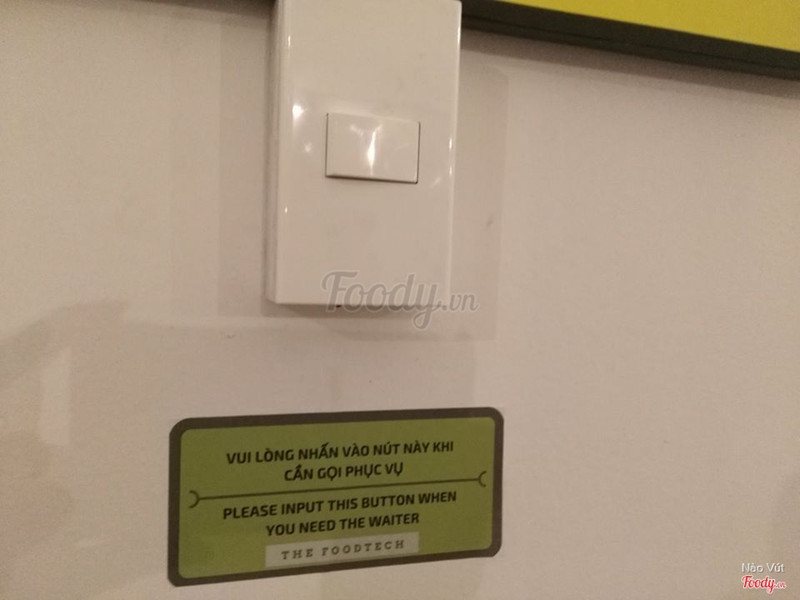 Foody.vn
VUI LÒNG NHẤN VÀO NÚT NÀY KHI
CẦN GỌI PHỤC VỤ
PLEASE INPUT THIS BUTTON WHEN
YOU NEED THE WAITER
THE FOODTECH
Não Vút
Foody.vn